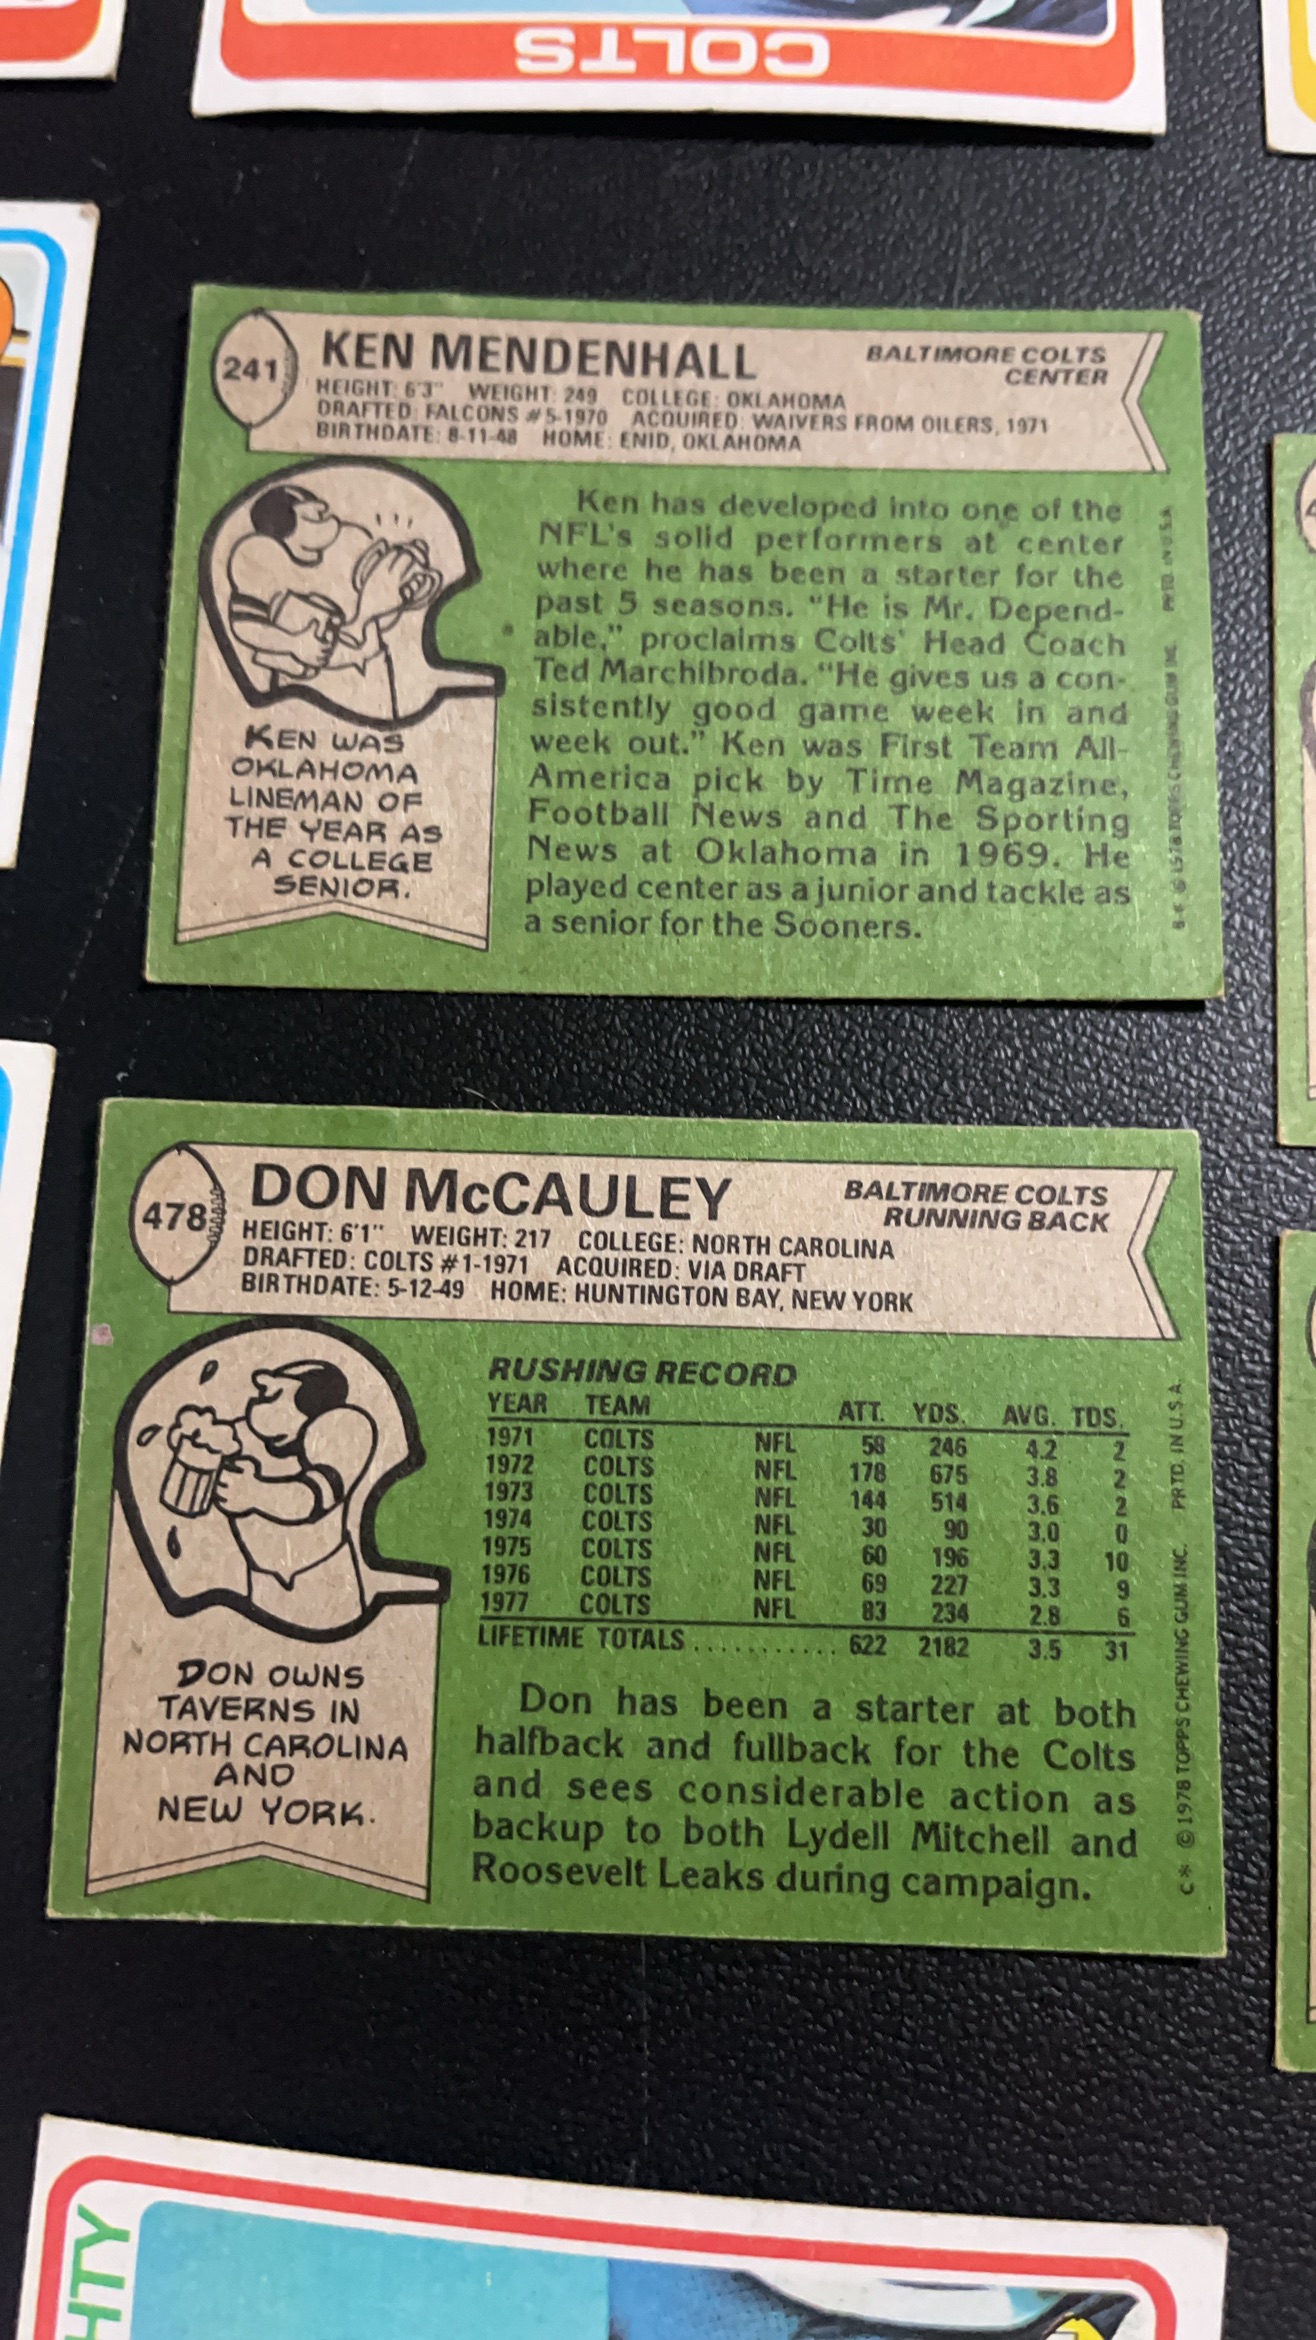 COLTS
241
KEN MENDENHALL
BALTIMORE COLTS
CENTER
HEIGHT: 6'3" WEIGHT: 249 COLLEGE: OKLAHOMA
DRAFTED: FALCONS #5-1970 ACQUIRED: WAIVERS FROM OILERS, 1971
BIRTHDATE: 8-11-48 HOME: ENID, OKLAHOMA
KEN WAS
OKLAHOMA
LINEMAN OF
THE YEAR AS
A COLLEGE
SENIOR.
Ken has developed into one of the
NFL's solid performers at center
where he has been a starter for the
past 5 seasons. "He is Mr. Depend-
able," proclaims Colts' Head Coach
Ted Marchibroda. "He gives us a con-
sistently good game week in and
week out." Ken was First Team All-
America pick by Time Magazine,
Football News and The Sporting
News at Oklahoma in 1969. He
played center as a junior and tackle as
a senior for the Sooners.
© 1978 TOPPS CHEWING GUM INC. PRTD. IN U.S.A.
478
DON McCAULEY
BALTIMORE COLTS
RUNNING BACK
HEIGHT: 6'1" WEIGHT: 217 COLLEGE: NORTH CAROLINA
DRAFTED: COLTS #1-1971 ACQUIRED: VIA DRAFT
BIRTHDATE: 5-12-49 HOME: HUNTINGTON BAY, NEW YORK
DON OWNS
TAVERNS IN
NORTH CAROLINA
AND
NEW YORK.
RUSHING RECORD
YEAR TEAM ATT. YDS. AVG. TDS.
1971 COLTS NFL 58 246 4.2 2
1972 COLTS NFL 178 675 3.8 2
1973 COLTS NFL 144 514 3.6 2
1974 COLTS NFL 30 90 3.0 0
1975 COLTS NFL 60 196 3.3 10
1976 COLTS NFL 69 227 3.3 9
1977 COLTS NFL 83 234 2.8 6
LIFETIME TOTALS ........... 622 2182 3.5 31
Don has been a starter at both
halfback and fullback for the Colts
and sees considerable action as
backup to both Lydell Mitchell and
Roosevelt Leaks during campaign.
C* © 1978 TOPPS CHEWING GUM INC. PRTD. IN U.S.A.
HTY